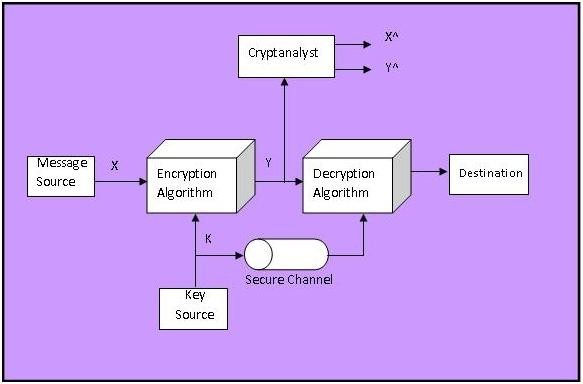 X^
Cryptanalyst
Y^
Message
Source
X
Encryption
Algorithm
Y
Decryption
Algorithm
Destination
K
Secure Channel
Key
Source